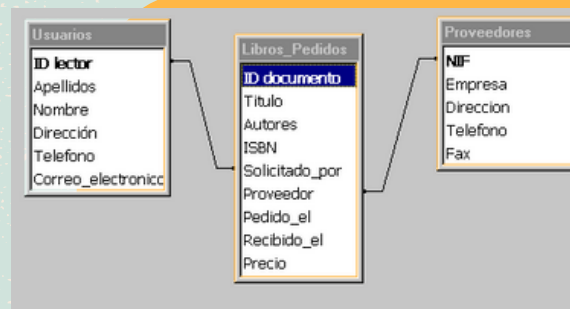 Usuarios
ID lector
Apellidos
Nombre
Dirección
Telefono
Correo_electronicc
Libros_Pedidos
ID documento
Titulo
Autores
ISBN
Solicitado_por
Proveedor
Pedido_el
Recibido_el
Precio
Proveedores
NIF
Empresa
Direccion
Telefono
Fax